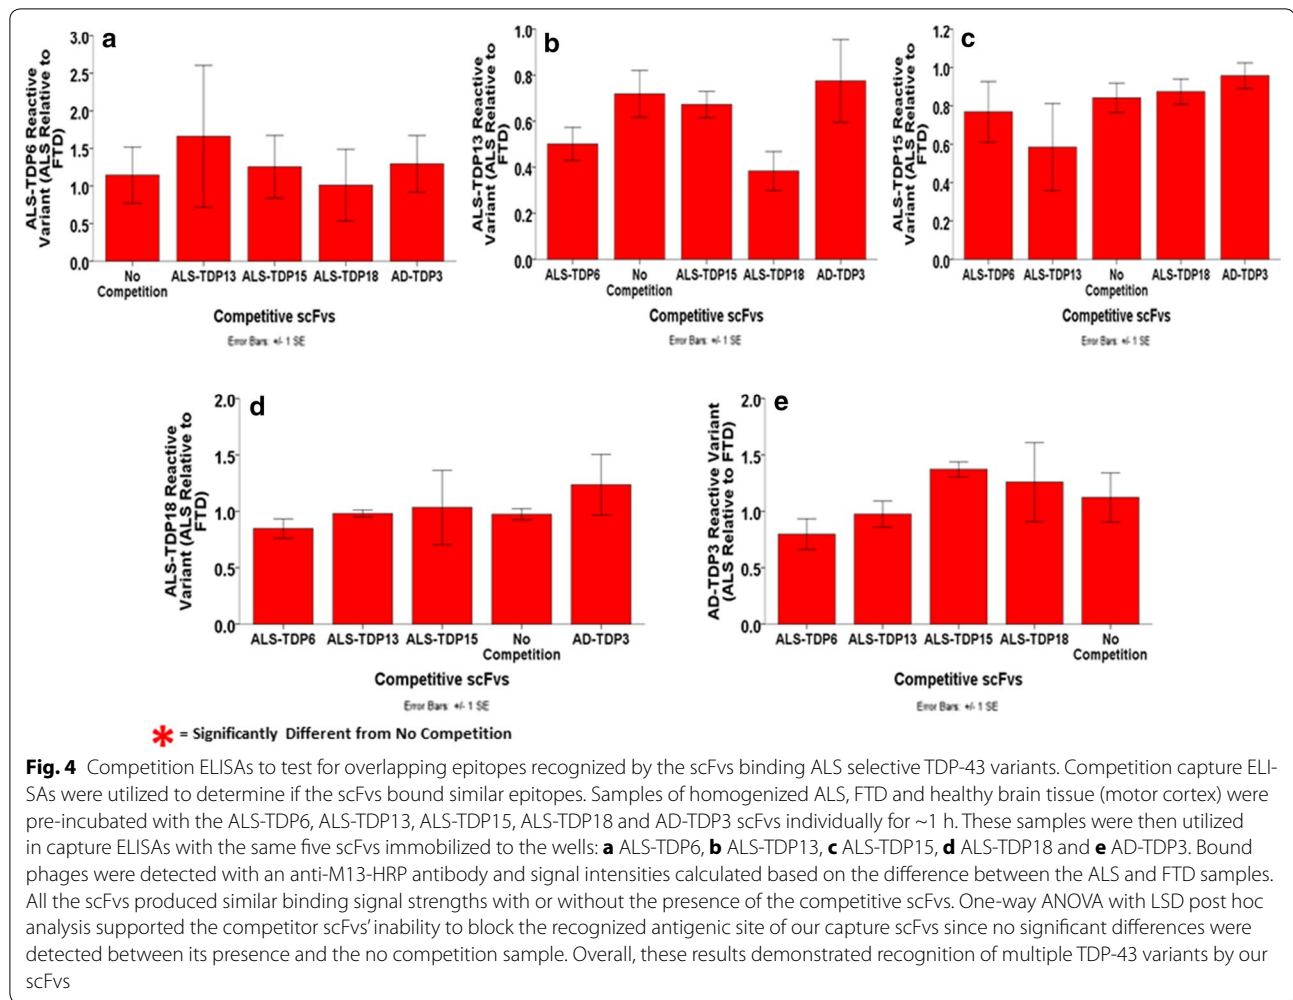 a
ALS-TDP6 Reactive
Variant (ALS Relative to
FTD)
3.0
2.5
2.0
1.5
1.0
0.5
0.0
No
Competition
ALS-TDP13
ALS-TDP15
ALS-TDP18
AD-TDP3
Competitive scFvs
Error Bars: +/- 1 SE
b
ALS-TDP13 Reactive
Variant (ALS Relative to
FTD)
1.0
0.8
0.6
0.4
0.2
0.0
ALS-TDP6
No
Competition
ALS-TDP15
ALS-TDP18
AD-TDP3
Competitive scFvs
Error Bars: +/- 1 SE
c
ALS-TDP15 Reactive
Variant (ALS Relative to
FTD)
1.2
1.0
0.8
0.6
0.4
0.2
0.0
ALS-TDP6
ALS-TDP13
No
Competition
ALS-TDP18
AD-TDP3
Competitive scFvs
Error Bars: +/- 1 SE
d
ALS-TDP18 Reactive
Variant (ALS Relative to
FTD)
2.0
1.5
1.0
0.5
0.0
ALS-TDP6
ALS-TDP13
ALS-TDP15
No
Competition
AD-TDP3
Competitive scFvs
Error Bars: +/- 1 SE
e
AD-TDP3 Reactive Variant
(ALS Relative to FTD)
2.0
1.5
1.0
0.5
0.0
ALS-TDP6
ALS-TDP13
ALS-TDP15
ALS-TDP18
No
Competition
Competitive scFvs
Error Bars: +/- 1 SE
* = Significantly Different from No Competition
Fig. 4 Competition ELISAs to test for overlapping epitopes recognized by the scFvs binding ALS selective TDP-43 variants. Competition capture ELI-
SAs were utilized to determine if the scFvs bound similar epitopes. Samples of homogenized ALS, FTD and healthy brain tissue (motor cortex) were
pre-incubated with the ALS-TDP6, ALS-TDP13, ALS-TDP15, ALS-TDP18 and AD-TDP3 scFvs individually for ~1 h. These samples were then utilized
in capture ELISAs with the same five scFvs immobilized to the wells: a ALS-TDP6, b ALS-TDP13, c ALS-TDP15, d ALS-TDP18 and e AD-TDP3. Bound
phages were detected with an anti-M13-HRP antibody and signal intensities calculated based on the difference between the ALS and FTD samples.
All the scFvs produced similar binding signal strengths with or without the presence of the competitive scFvs. One-way ANOVA with LSD post hoc
analysis supported the competitor scFvs' inability to block the recognized antigenic site of our capture scFvs since no significant differences were
detected between its presence and the no competition sample. Overall, these results demonstrated recognition of multiple TDP-43 variants by our
scFvs